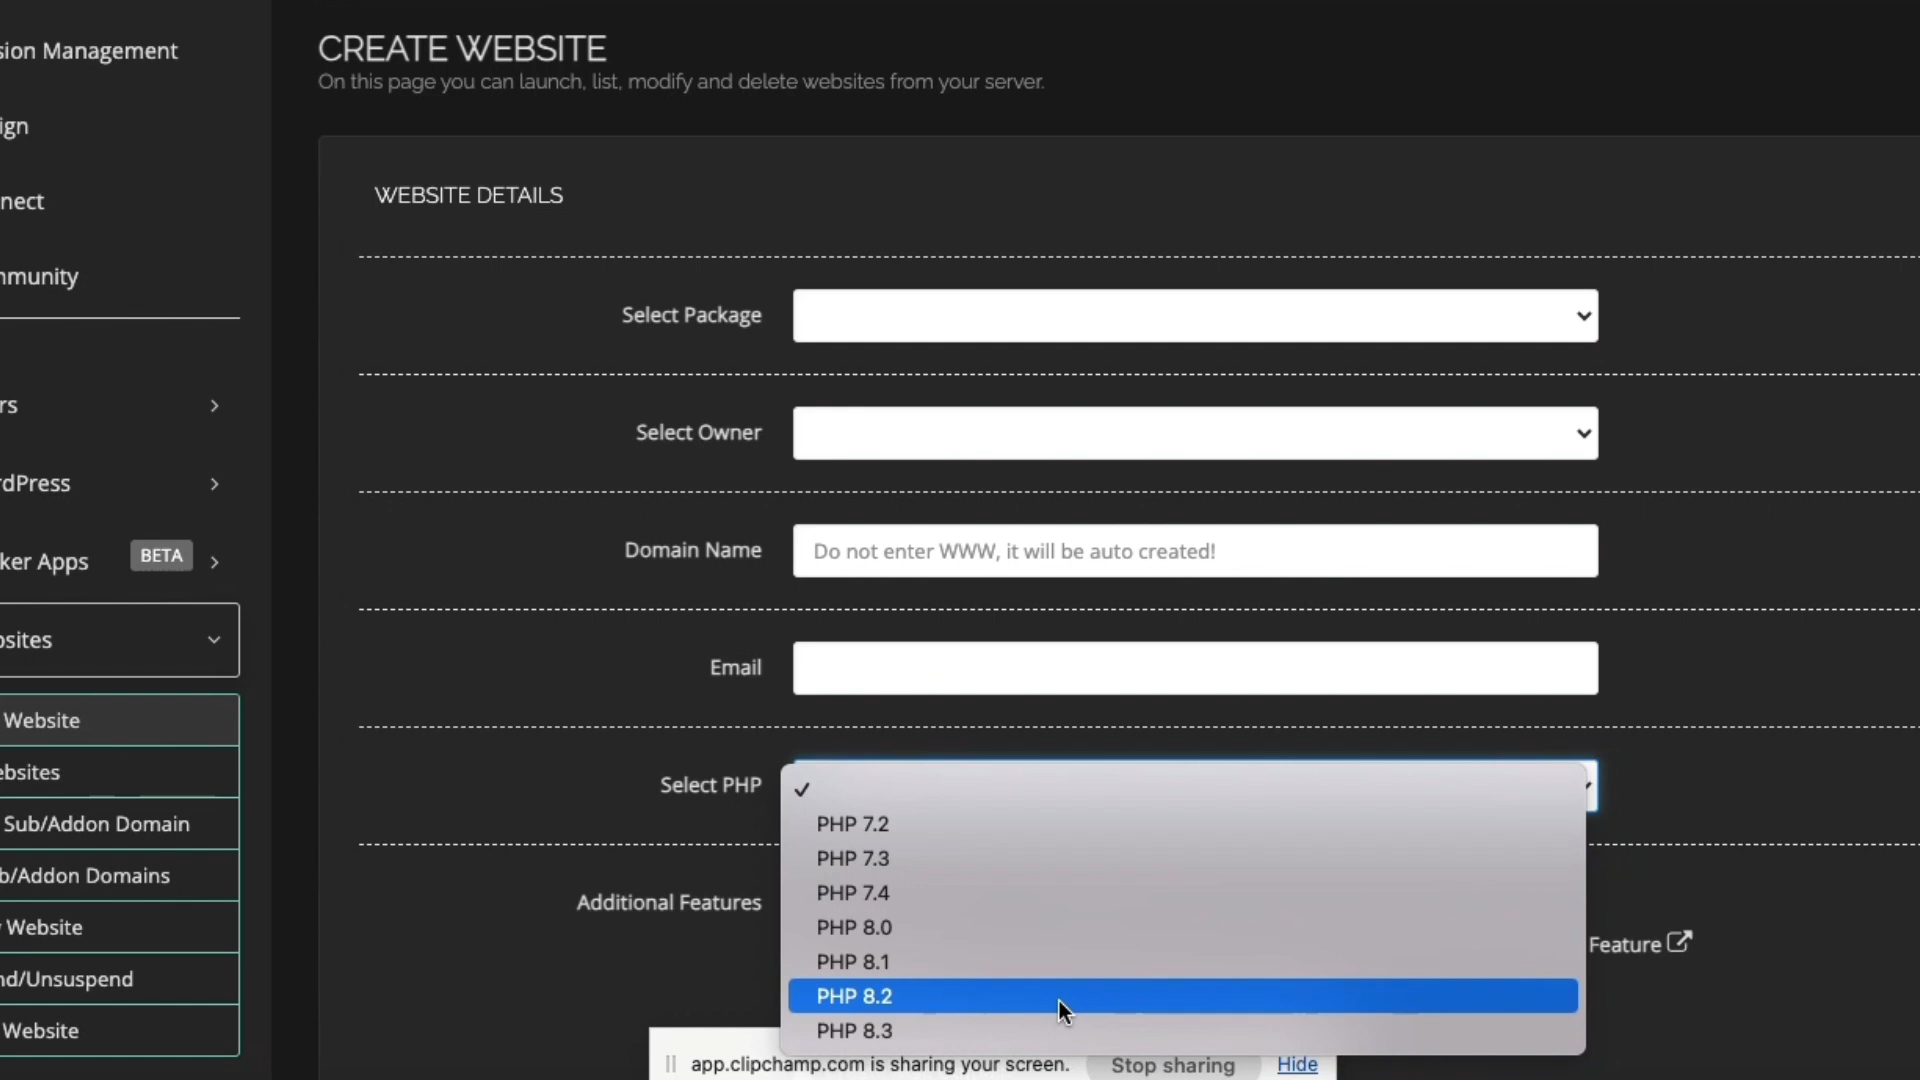 sion Management
ign
nect
nmunity
rs
rdPress
ker Apps BETA
osites
Website
ebsites
Sub/Addon Domain
b/Addon Domains
Website
nd/Unsuspend
Website
CREATE WEBSITE
On this page you can launch, list, modify and delete websites from your server.
WEBSITE DETAILS
Select Package
Select Owner
Domain Name Do not enter WWW, it will be auto created!
Email
Select PHP
PHP 7.2
PHP 7.3
PHP 7.4
PHP 8.0
PHP 8.1
PHP 8.2
PHP 8.3
Additional Features
Feature
app.clipchamp.com is sharing your screen. Stop sharing Hide